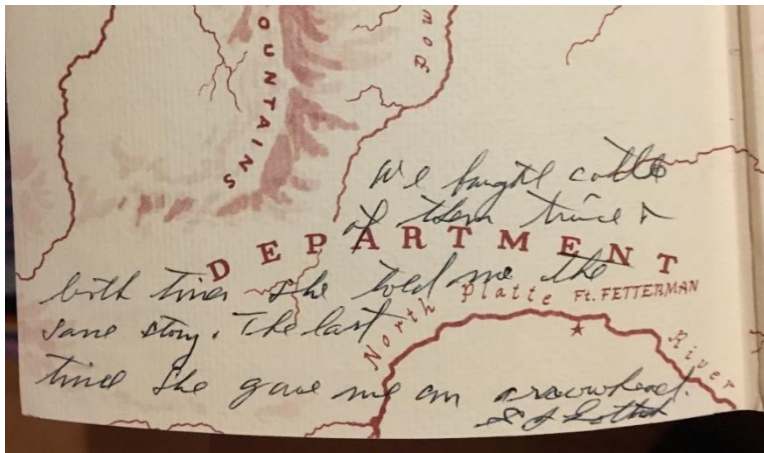 OUNTAINS
We bought cattle
of them twice &
DEPARTMENT
both times she told me the
North Platte River
Ft. FETTERMAN
same story. The last
time she gave me an arrowhead.